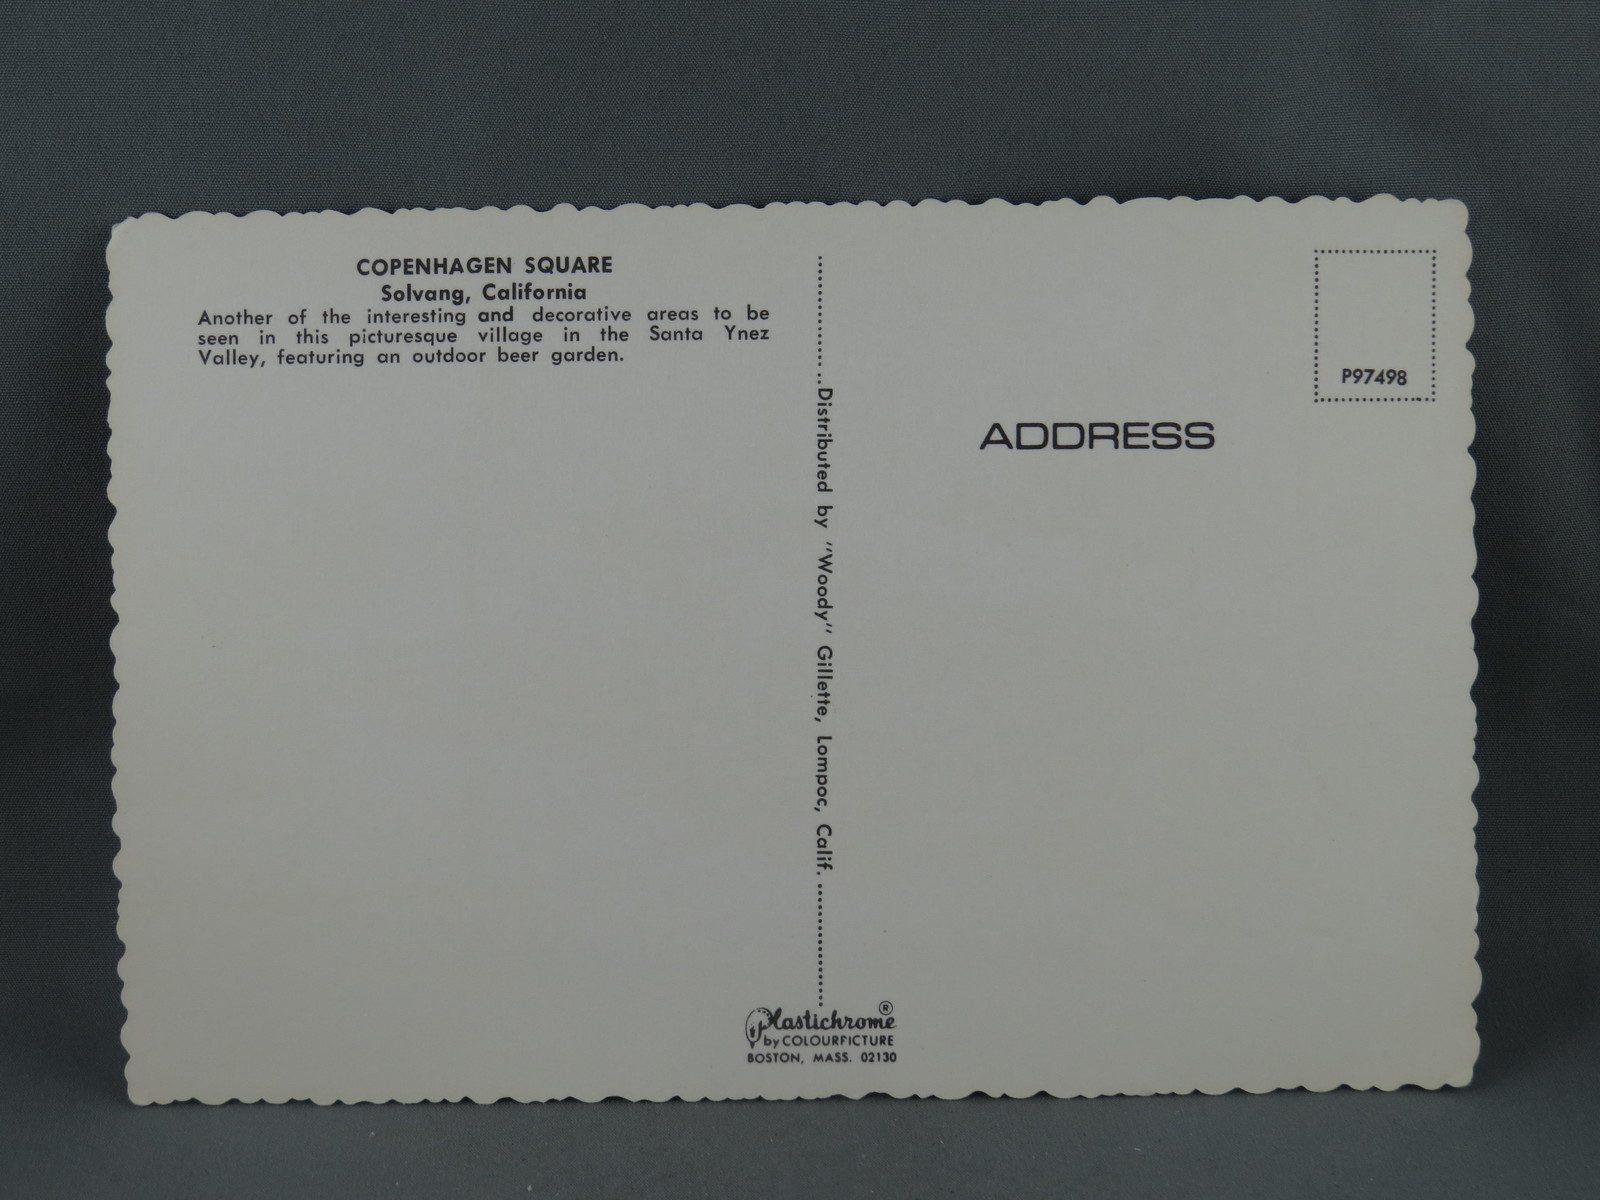 COPENHAGEN SQUARE
Solvang, California
Another of the interesting and decorative areas to be
seen in this picturesque village in the Santa Ynez
Valley, featuring an outdoor beer garden.
P97498
ADDRESS
Distributed by "Woody" Gillette, Lompoc, Calif.
Plastichrome®
by COLOURPICTURE
BOSTON, MASS. 02130